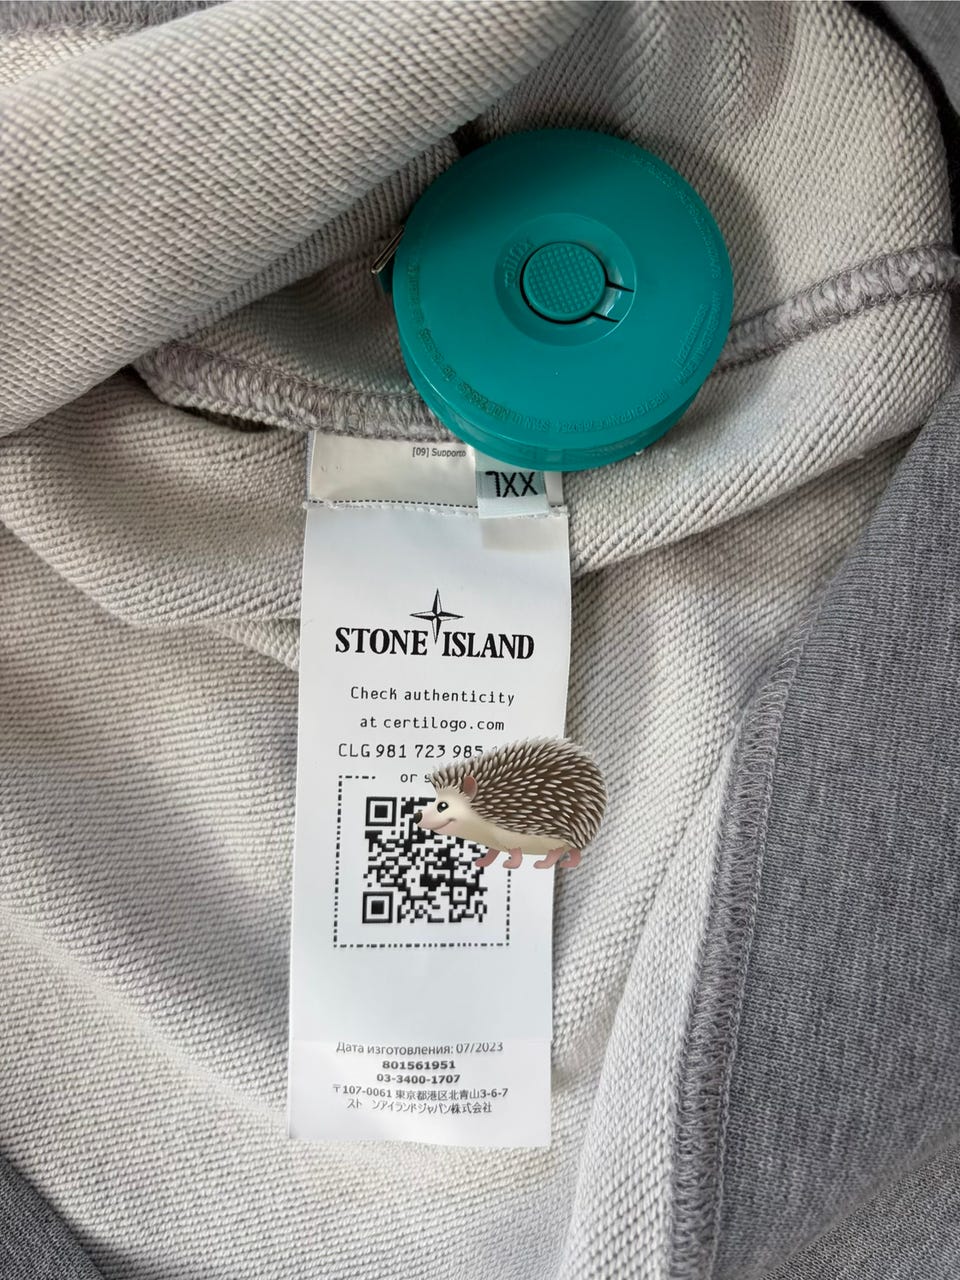 [09] Supporto
XXL
STONE ISLAND
Check authenticity
at certilogo.com
CLG 981 723 985
or
Дата изготовления: 07/2023
801561951
03-3400-1707
〒107-0061 東京都港区北青山3-6-7
ストーンアイランドジャパン株式会社